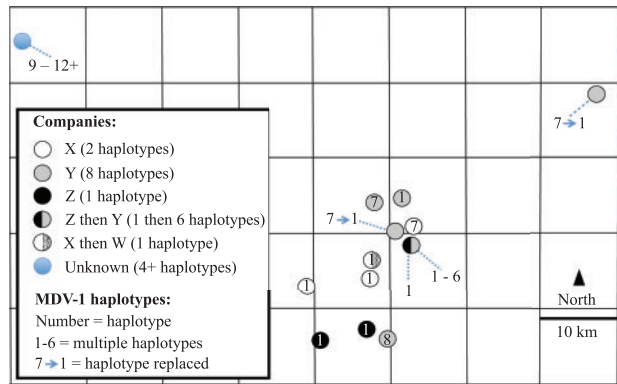 9 – 12+
7➔1
Companies:
X (2 haplotypes)
Y (8 haplotypes)
Z (1 haplotype)
Z then Y (1 then 6 haplotypes)
X then W (1 haplotype)
Unknown (4+ haplotypes)
MDV-1 haplotypes:
Number = haplotype
1-6 = multiple haplotypes
7➔1 = haplotype replaced
7
1
7➔1
7
1
1
1
1
1 - 6
1
1
8
North
10 km